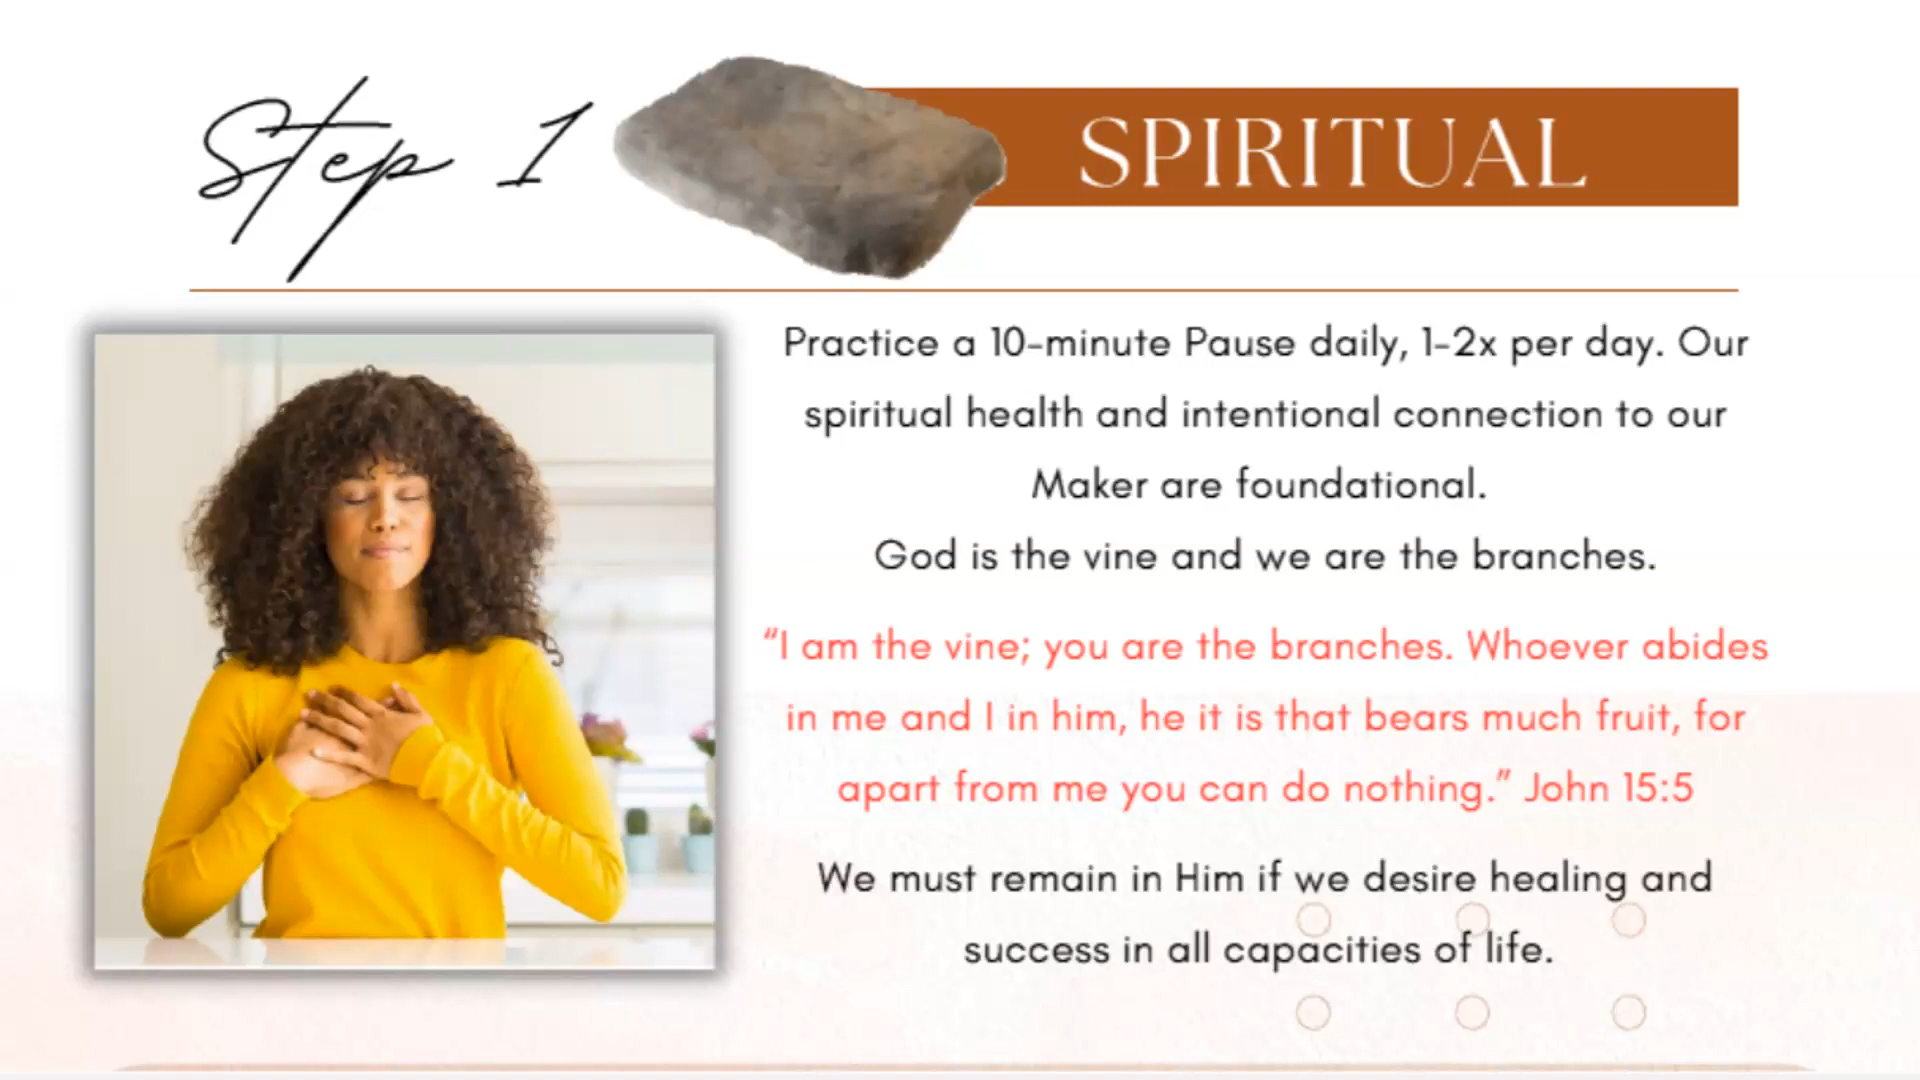 Step 1
SPIRITUAL
Practice a 10-minute Pause daily, 1-2x per day. Our
spiritual health and intentional connection to our
Maker are foundational.
God is the vine and we are the branches.
“I am the vine; you are the branches. Whoever abides
in me and I in him, he it is that bears much fruit, for
apart from me you can do nothing.” John 15:5
We must remain in Him if we desire healing and
success in all capacities of life.